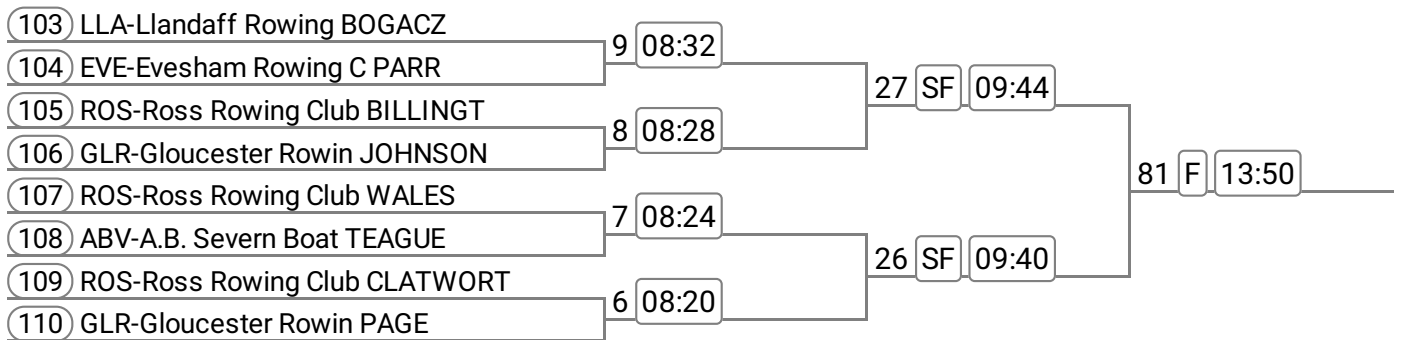 103 LLA-Llandaff Rowing BOGACZ
9 08:32
104 EVE-Evesham Rowing C PARR
27 SF 09:44
105 ROS-Ross Rowing Club BILLINGT
8 08:28
106 GLR-Gloucester Rowin JOHNSON
81 F 13:50
107 ROS-Ross Rowing Club WALES
7 08:24
108 ABV-A.B. Severn Boat TEAGUE
26 SF 09:40
109 ROS-Ross Rowing Club CLATWORT
6 08:20
110 GLR-Gloucester Rowin PAGE